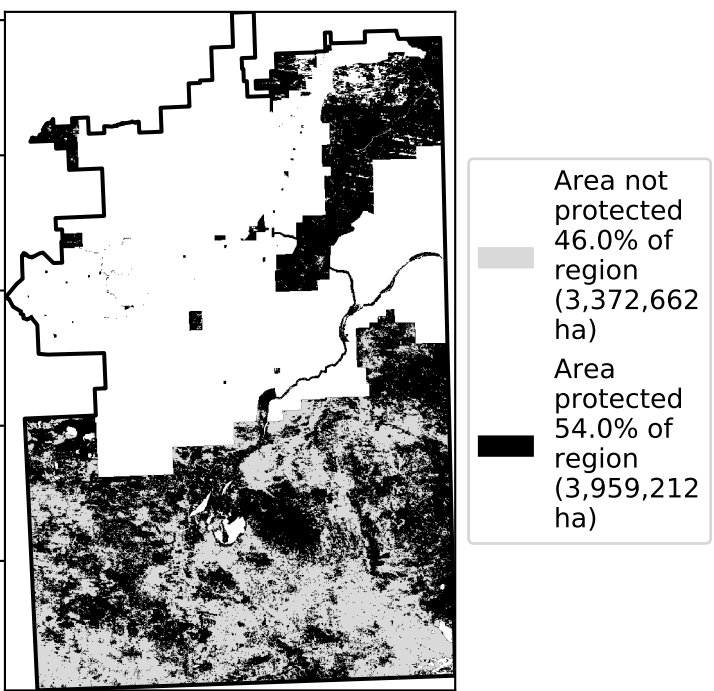 Area not
protected
46.0% of
region
(3,372,662
ha)
Area
protected
54.0% of
region
(3,959,212
ha)